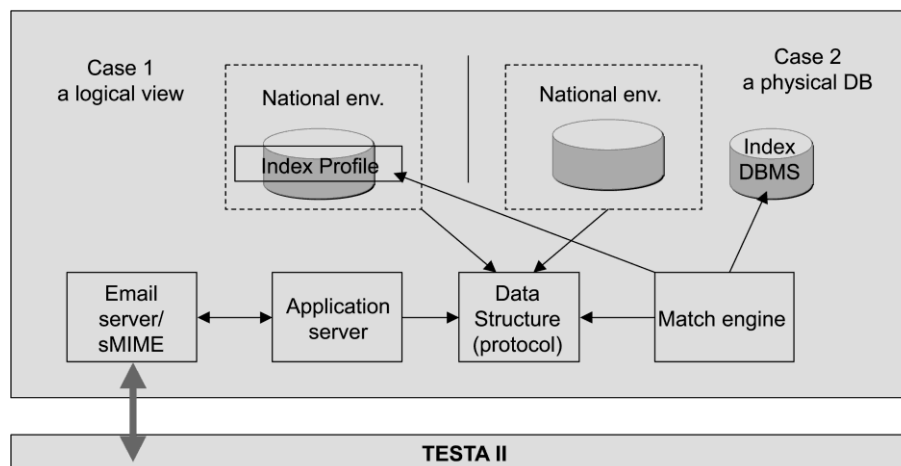 Case 1
a logical view
National env.
Index Profile
National env.
Case 2
a physical DB
Index
DBMS
Email
server/
sMIME
Application
server
Data
Structure
(protocol)
Match engine
TESTA II